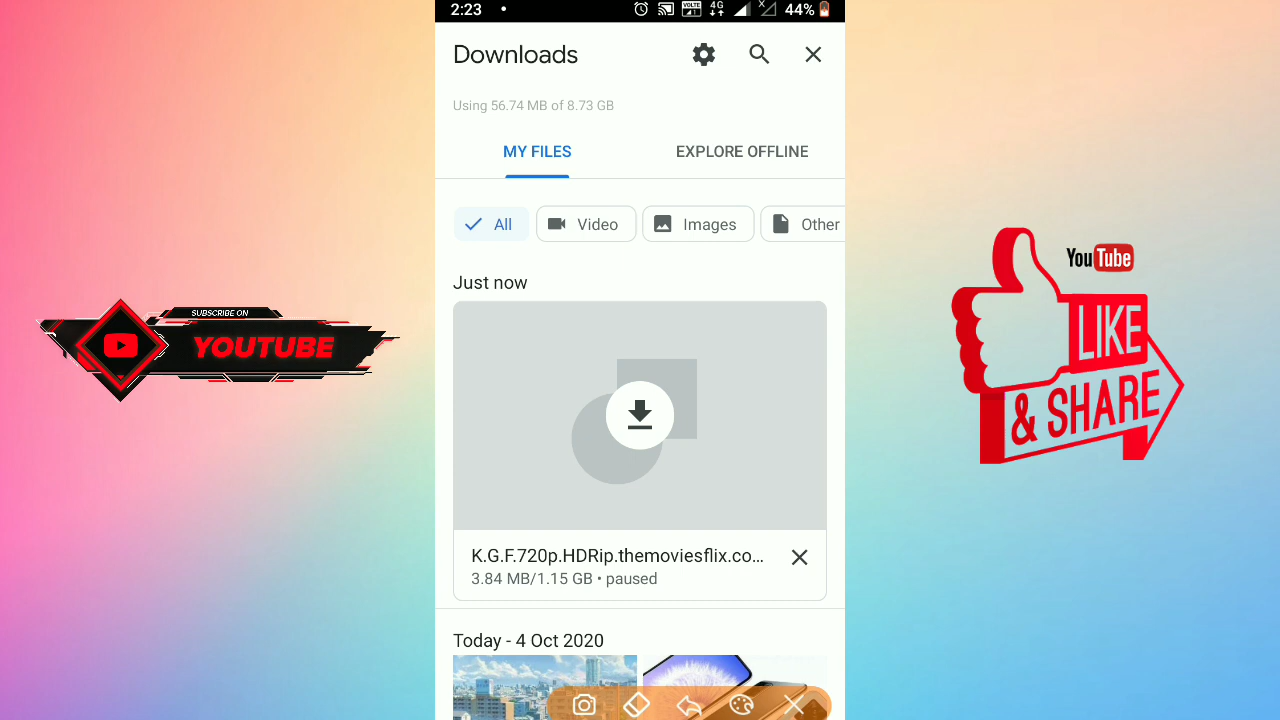 2:23
VOLTE
4G
X
44%
Downloads
Using 56.74 MB of 8.73 GB
MY FILES
EXPLORE OFFLINE
All
Video
Images
Other
Just now
K.G.F.720p.HDRip.themoviesflix.co...
3.84 MB/1.15 GB • paused
Today - 4 Oct 2020
SUBSCRIBE ON
YOUTUBE
YouTube
LIKE
& SHARE